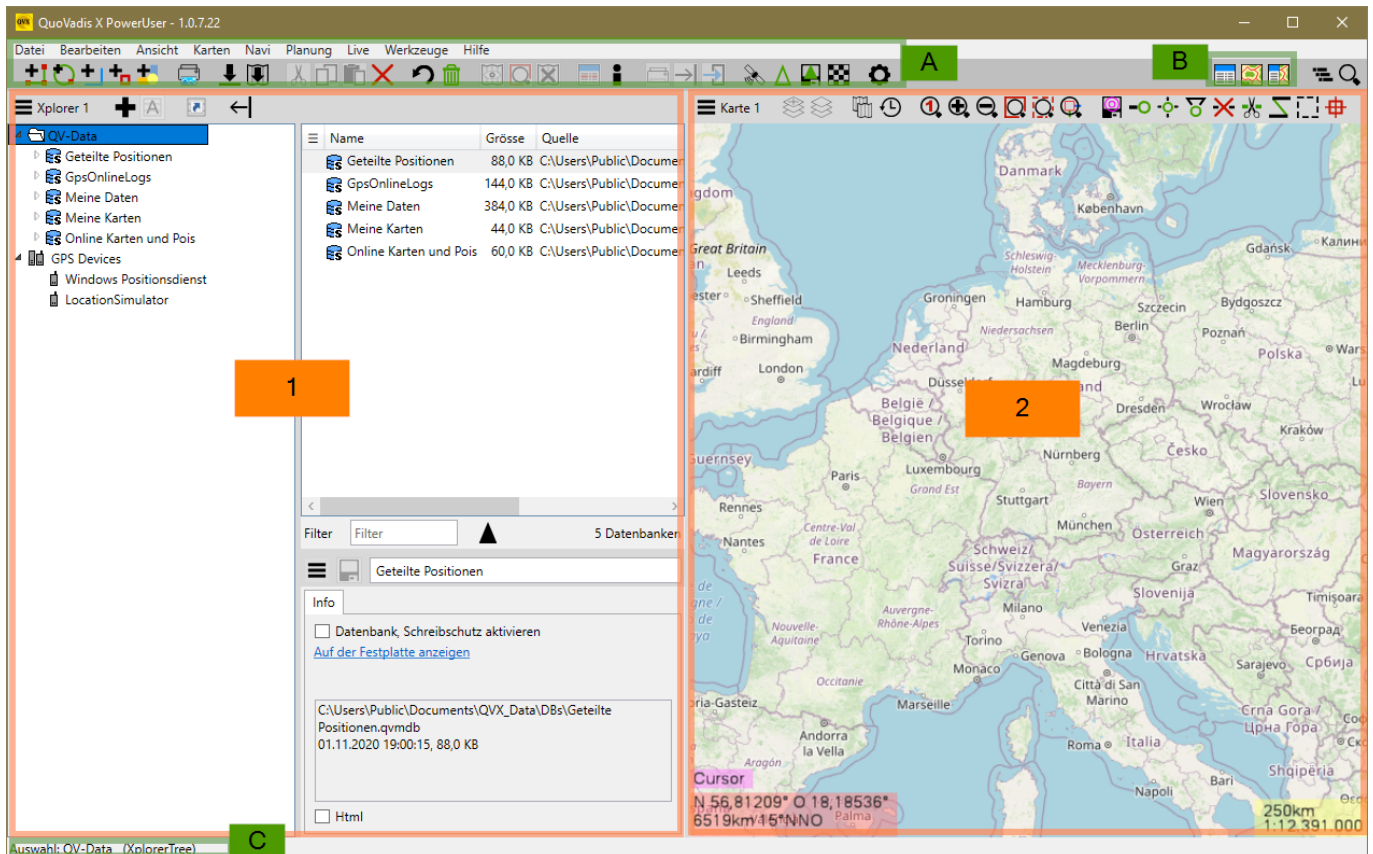 QuoVadis X PowerUser - 1.0.7.22
Datei Bearbeiten Ansicht Karten Navi Planung Live Werkzeuge Hilfe
A
B
Xplorer 1
A
QV-Data
Geteilte Positionen
GpsOnlineLogs
Meine Daten
Meine Karten
Online Karten und Pois
GPS Devices
Windows Positionsdienst
LocationSimulator
1
Name Grösse Quelle
Geteilte Positionen 88,0 KB C:\Users\Public\Documen
GpsOnlineLogs 144,0 KB C:\Users\Public\Documen
Meine Daten 384,0 KB C:\Users\Public\Documen
Meine Karten 44,0 KB C:\Users\Public\Documen
Online Karten und Pois 60,0 KB C:\Users\Public\Documen
Filter Filter 5 Datenbanken
Geteilte Positionen
Info
Datenbank, Schreibschutz aktivieren
Auf der Festplatte anzeigen
C:\Users\Public\Documents\QVX_Data\DBs\Geteilte
Positionen.qvmdb
01.11.2020 19:00:15, 88,0 KB
Html
Karte 1
Danmark
København
Great Britain
Leeds
Sheffield
England
Birmingham
London
Schleswig-
Holstein
Mecklenburg-
Vorpommern
Gdańsk
Groningen
Hamburg
Szczecin
Bydgoszcz
Niedersachsen
Berlin
Poznań
Nederland
Polska
Magdeburg
2
België /
Belgique /
Belgien
Dresden
Wrocław
Kraków
Nürnberg
Česko
Luxembourg
Paris
Grand Est
Bayern
Stuttgart
Rennes
Wien
Slovensko
Centre-Val
de Loire
Nantes
München
Österreich
France
Schweiz/
Suisse/Svizzera/
Svizra
Graz
Magyarország
Slovenija
Timișoara
Auvergne-
Rhône-Alpes
Milano
Nouvelle-
Aquitaine
Venezia
Београд
Torino
Genova
Bologna
Hrvatska
Sarajevo
Србија
Monaco
Occitanie
Città di San
Marino
Marseille
Crna Gora /
Црна Гора
Andorra
la Vella
Roma
Italia
Aragón
Shqipëria
Bari
Napoli
Palma
Cursor
N 56,81209° O 18,18536°
6519km/15°NNO
250km
1:12.391.000
Auswahl: QV-Data (XplorerTree)
C